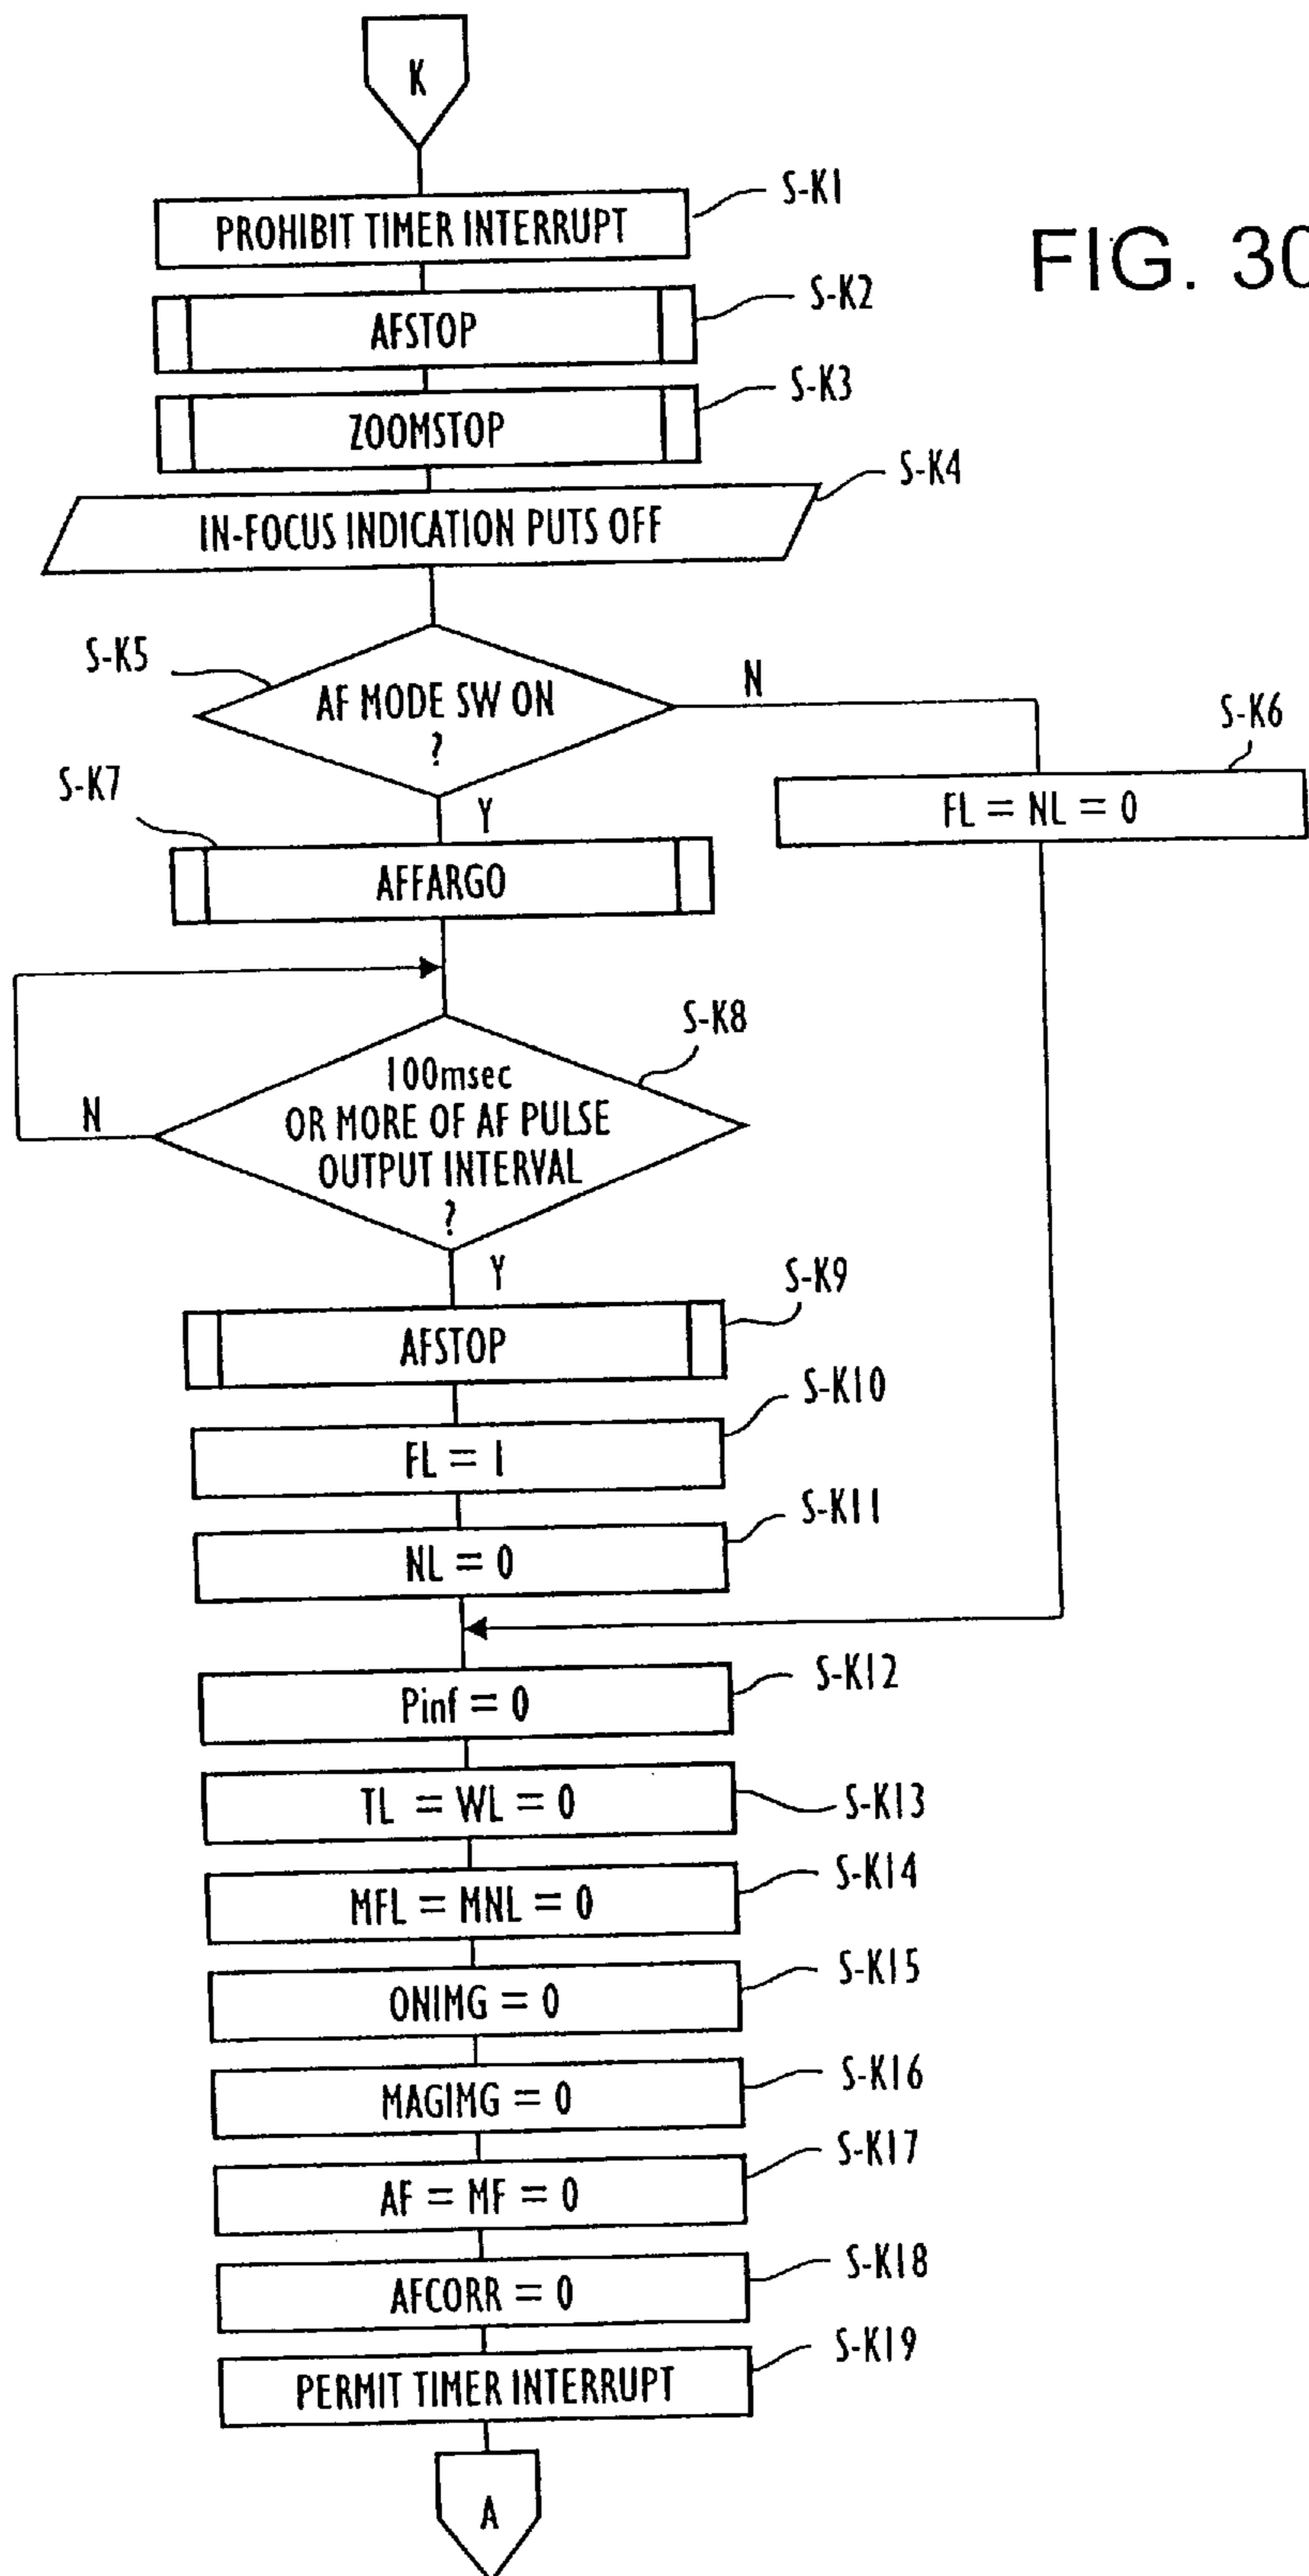 K
S-K1
PROHIBIT TIMER INTERRUPT
FIG. 30
S-K2
AFSTOP
S-K3
ZOOMSTOP
S-K4
IN-FOCUS INDICATION PUTS OFF
S-K5
AF MODE SW ON
?
N
S-K6
FL = NL = 0
Y
S-K7
AFFARGO
S-K8
100msec
OR MORE OF AF PULSE
OUTPUT INTERVAL
?
N
Y
S-K9
AFSTOP
S-K10
FL = 1
S-K11
NL = 0
S-K12
Pinf = 0
S-K13
TL = WL = 0
S-K14
MFL = MNL = 0
S-K15
ONIMG = 0
S-K16
MAGIMG = 0
S-K17
AF = MF = 0
S-K18
AFCORR = 0
S-K19
PERMIT TIMER INTERRUPT
A